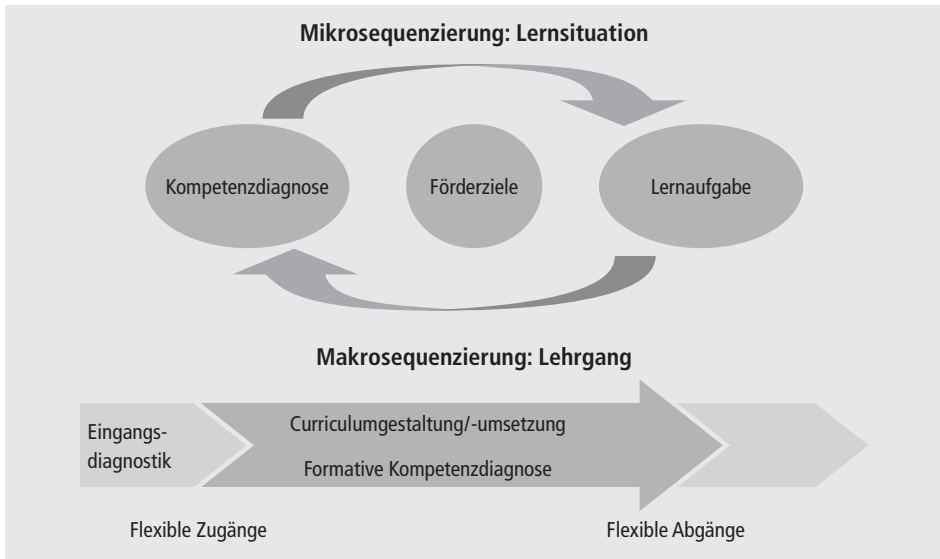 Mikrosequenzierung: Lernsituation
Kompetenzdiagnose
Förderziele
Lernaufgabe
Makrosequenzierung: Lehrgang
Eingangs-
diagnostik
Curriculumgestaltung/-umsetzung
Formative Kompetenzdiagnose
Flexible Zugänge
Flexible Abgänge